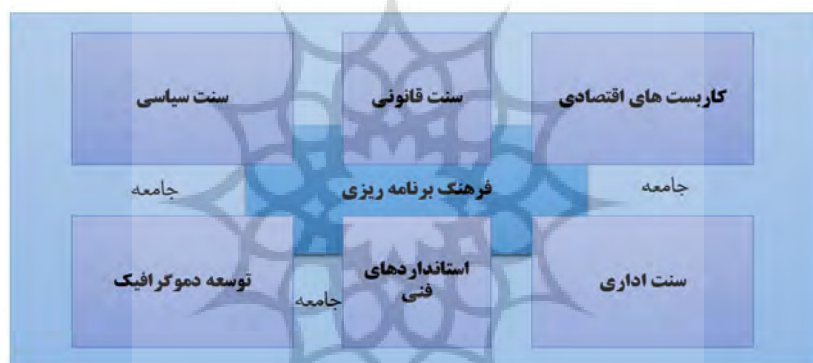 کاربست های اقتصادی
سنت قانونی
سنت سیاسی
جامعه
فرهنگ برنامه ریزی
جامعه
سنت اداری
استانداردهای
فنی
جامعه
توسعه دموگرافیک